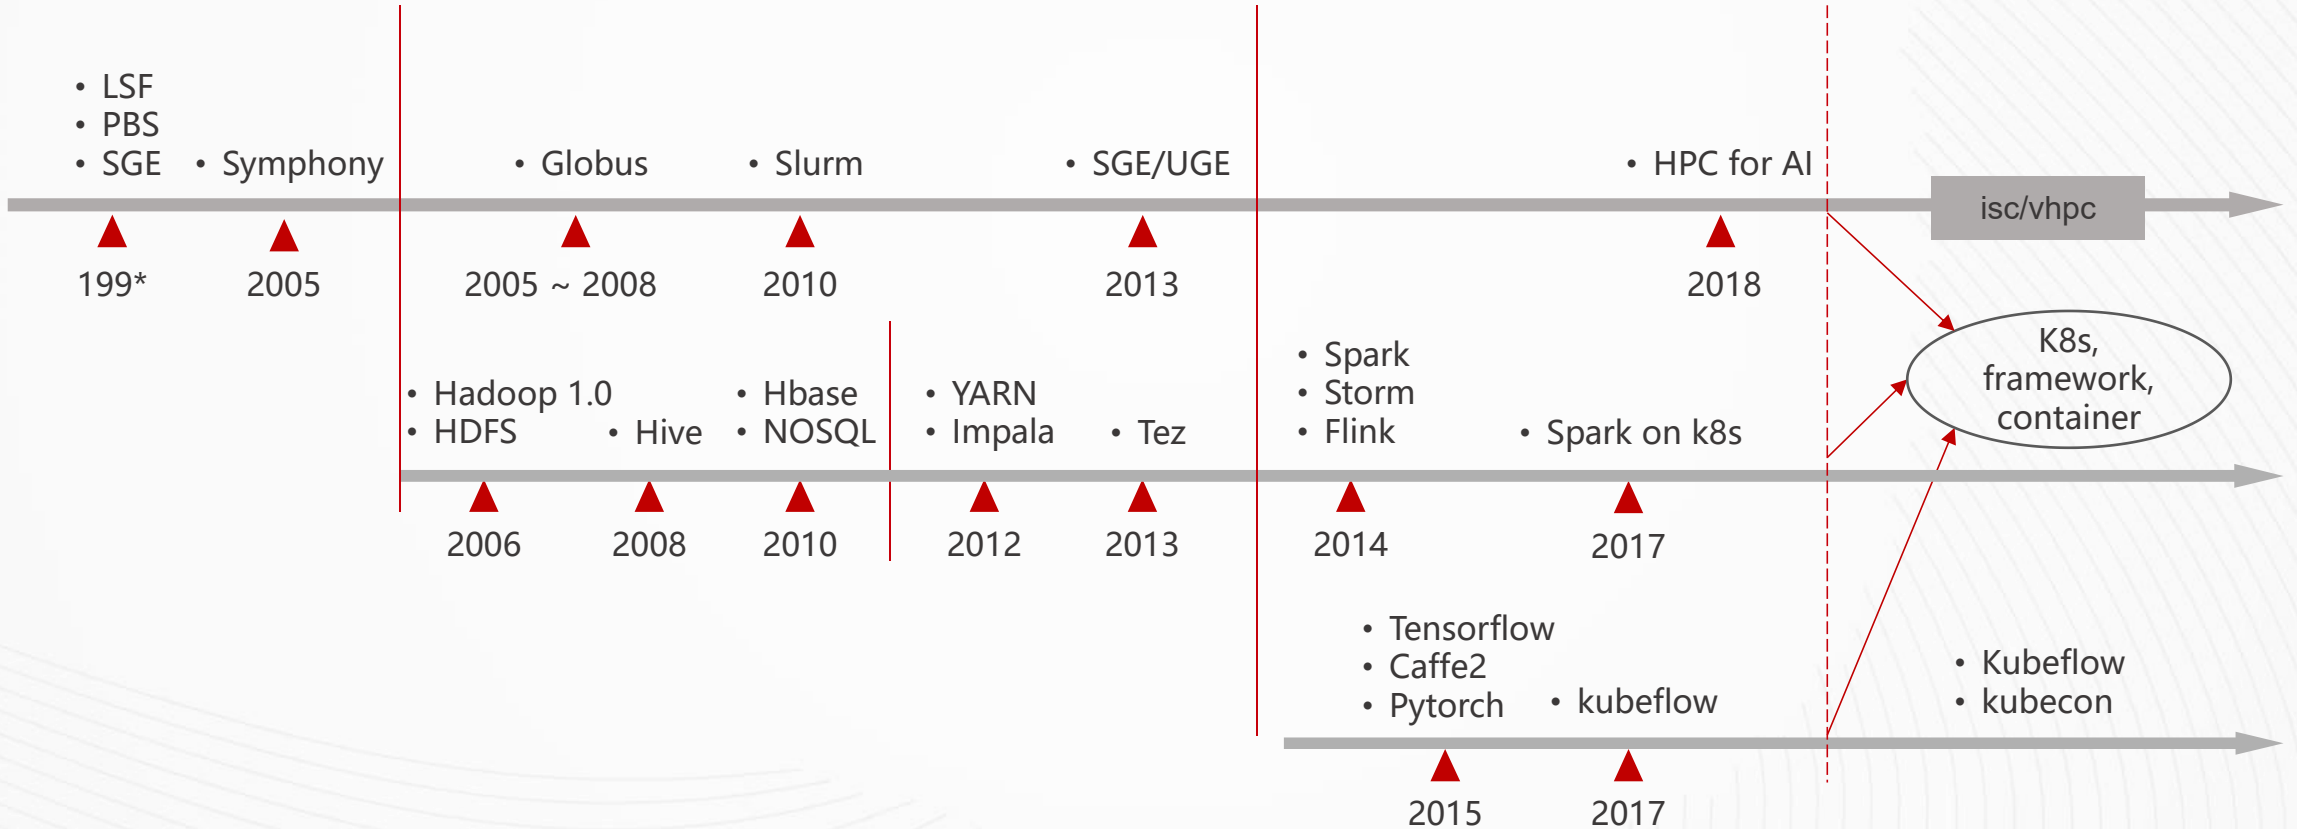 • LSF
• PBS
• SGE
• Symphony
• Globus
• Slurm
• SGE/UGE
• HPC for AI
isc/vhpc
199*
2005
2005 ~ 2008
2010
2013
2018
K8s,
framework,
container
• Hadoop 1.0
• HDFS
• Hive
• Hbase
• NOSQL
• YARN
• Impala
• Tez
• Spark
• Storm
• Flink
• Spark on k8s
2006
2008
2010
2012
2013
2014
2017
• Tensorflow
• Caffe2
• Pytorch
• kubeflow
• Kubeflow
• kubecon
2015
2017